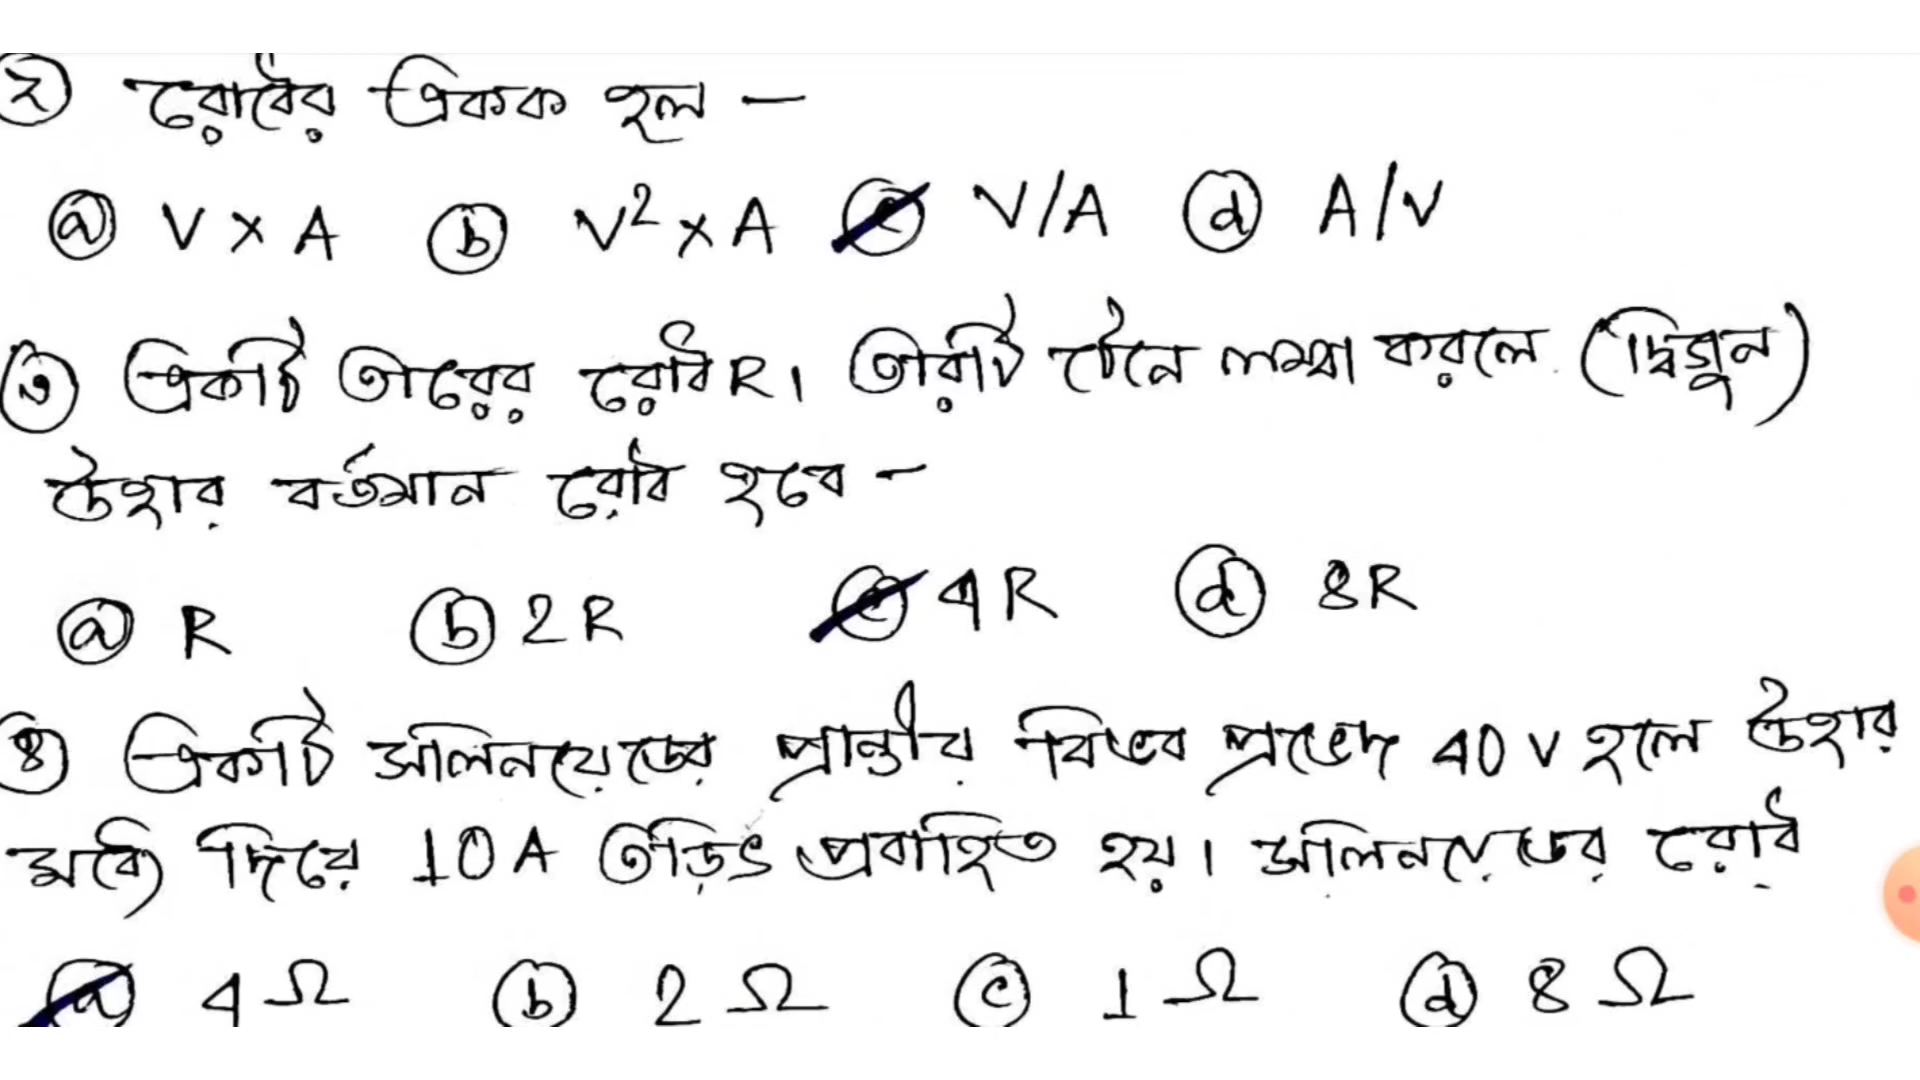 ২ রোধের একক হল -
ⓐ V × A ⓑ V² × A ⓒ V/A ⓓ A/V
৩ একটি তারের রোধ R। তারটি টেনে লম্বা করলে (দ্বিগুন)
উহার বর্তমান রোধ হবে -
ⓐ R ⓑ 2R ⓒ 4R ⓓ 8R
৪ একটি সলিনয়েডের প্রান্তীয় বিভব প্রভেদ 40 V হলে উহার
মধ্যে দিয়ে 10 A তড়িৎ প্রবাহিত হয়। সলিনয়েডের রোধ
ⓐ 4 Ω ⓑ 2 Ω ⓒ 1 Ω ⓓ 8 Ω